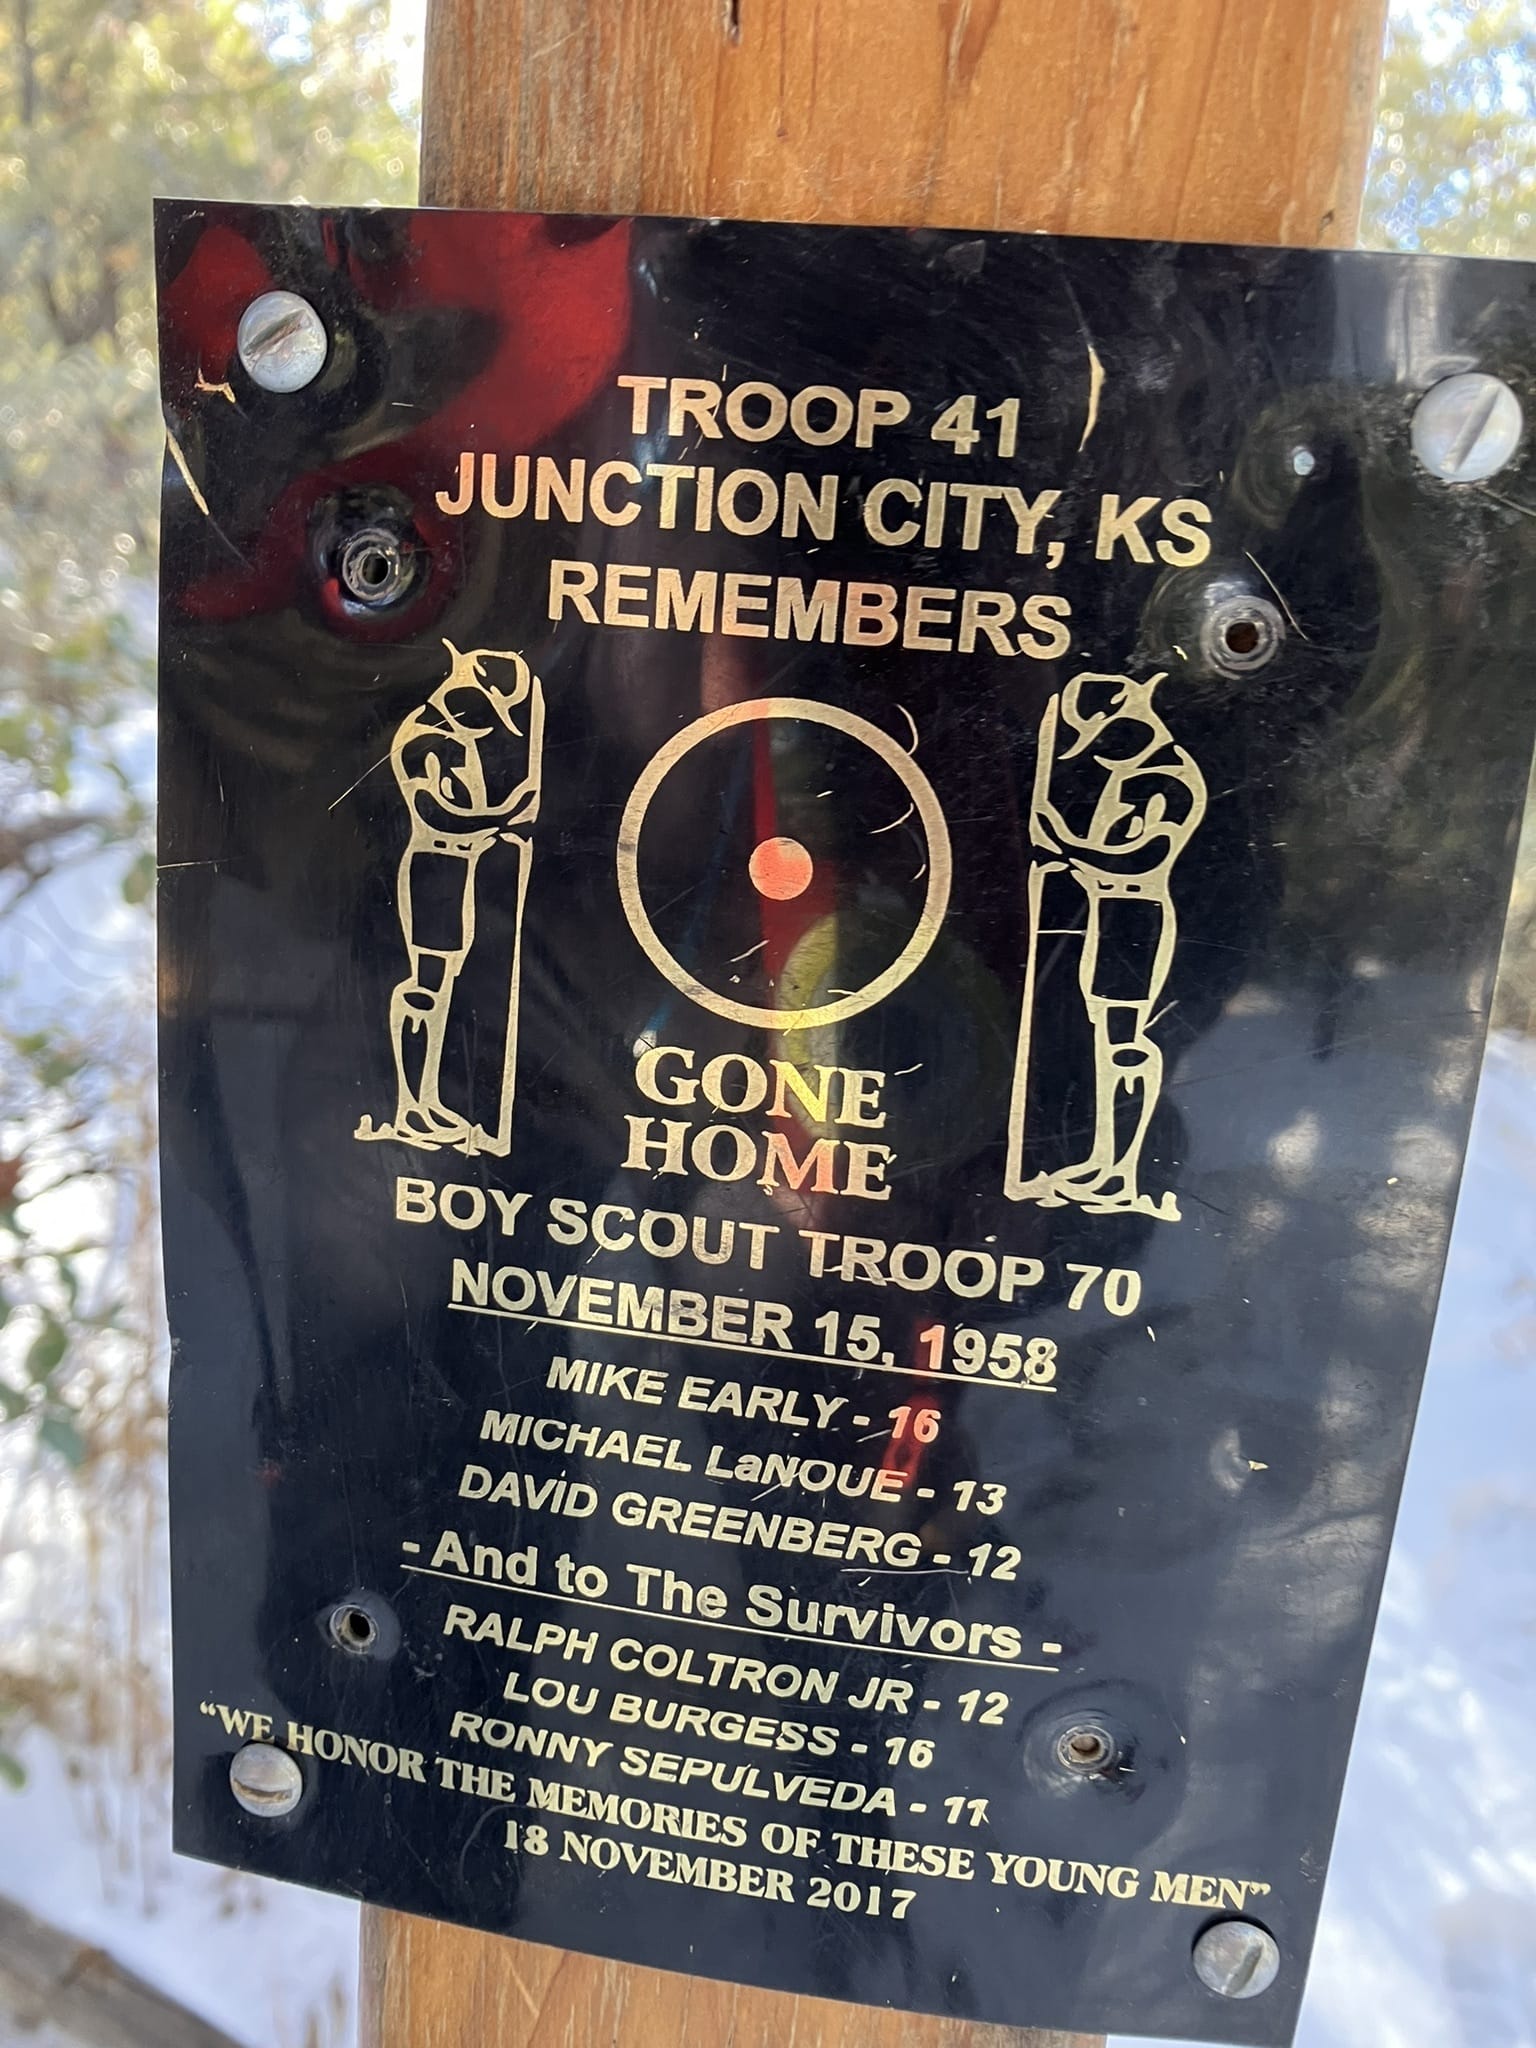 TROOP 41
JUNCTION CITY, KS
REMEMBERS
GONE
HOME
BOY SCOUT TROOP 70
NOVEMBER 15, 1958
MIKE EARLY - 16
MICHAEL LaNOUE - 13
DAVID GREENBERG - 12
- And to The Survivors -
RALPH COLTRON JR - 12
LOU BURGESS - 16
RONNY SEPULVEDA - 11
“WE HONOR THE MEMORIES OF THESE YOUNG MEN”
18 NOVEMBER 2017